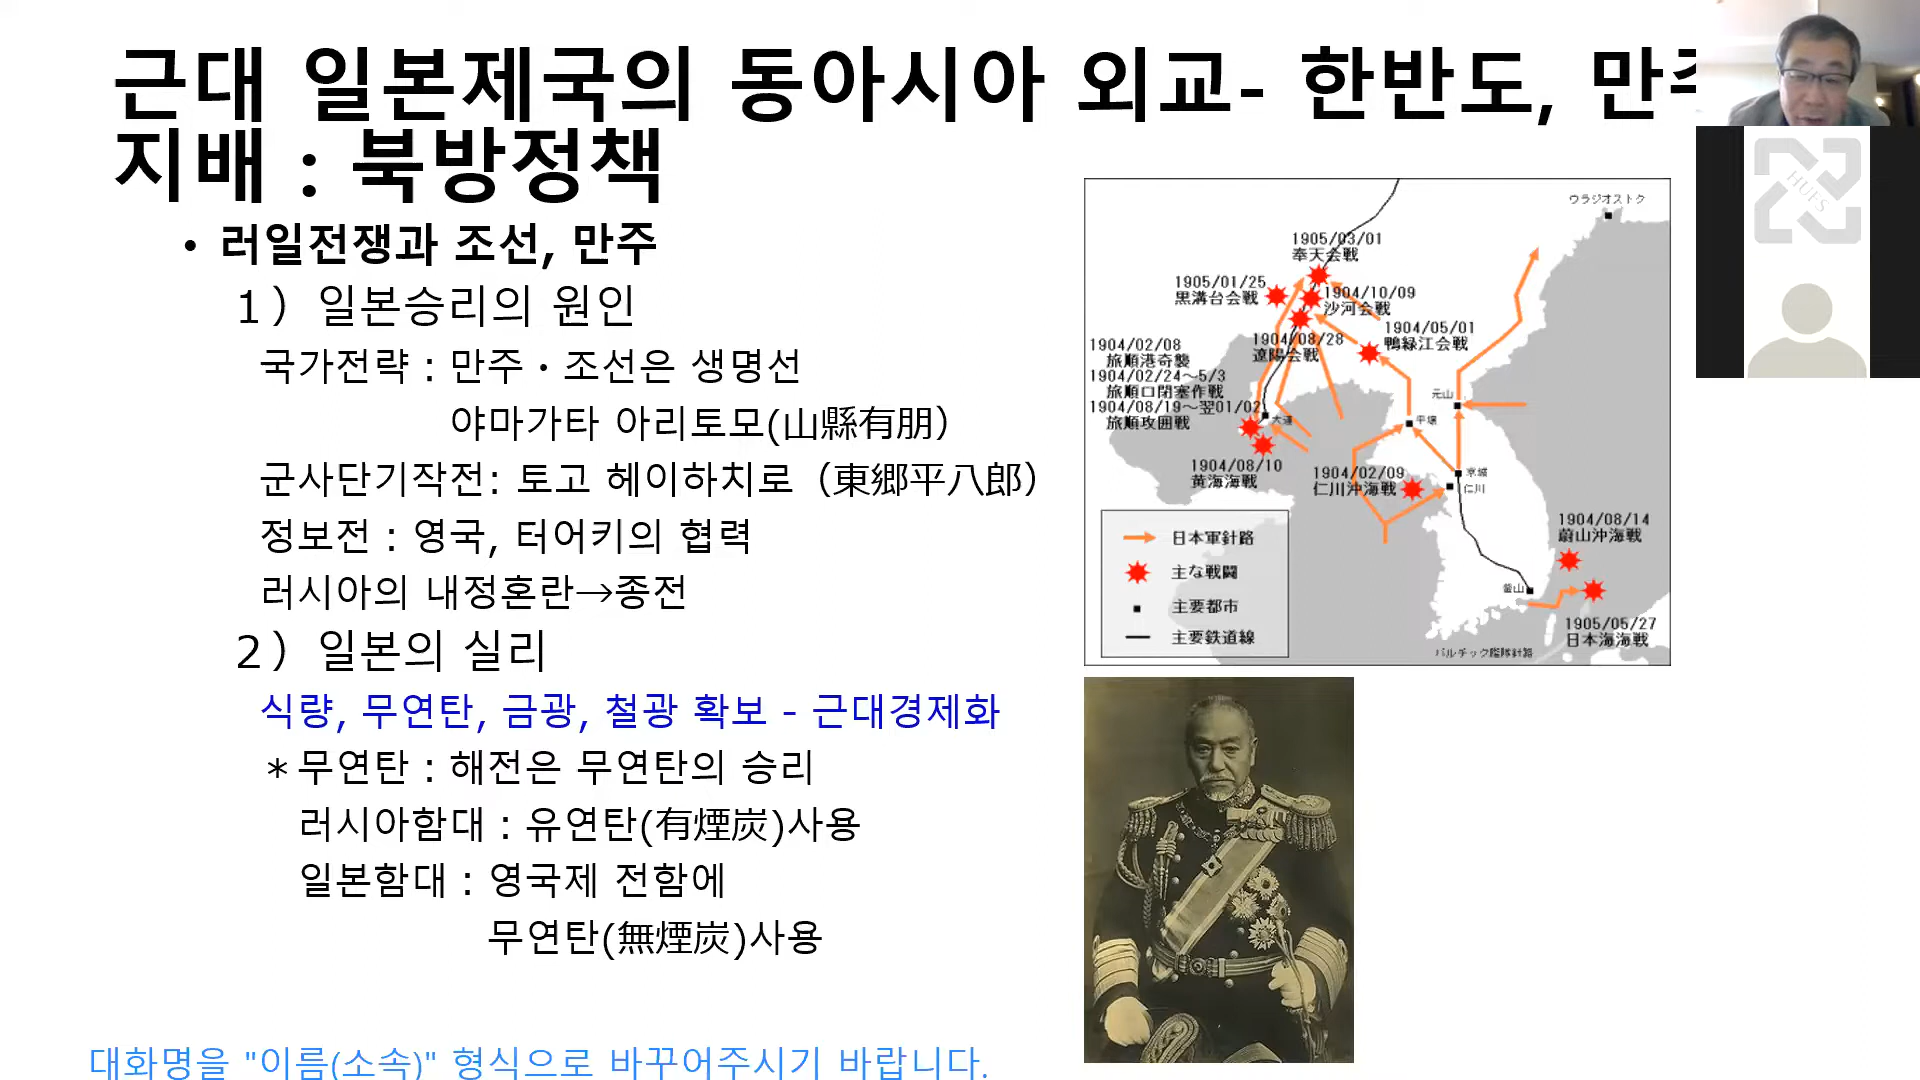 근대 일본제국의 동아시아 외교- 한반도, 만주
지배 : 북방정책
• 러일전쟁과 조선, 만주
1）일본승리의 원인
국가전략 : 만주・조선은 생명선
야마가타 아리토모(山縣有朋）
군사단기작전: 토고 헤이하치로（東郷平八郎）
정보전 : 영국, 터어키의 협력
러시아의 내정혼란→종전
2）일본의 실리
식량, 무연탄, 금광, 철광 확보 - 근대경제화
＊무연탄 : 해전은 무연탄의 승리
러시아함대 : 유연탄(有煙炭)사용
일본함대 : 영국제 전함에
무연탄(無煙炭)사용
대화명을 "이름(소속)" 형식으로 바꾸어주시기 바랍니다.
ウラジオストク
1905/03/01
奉天会戦
1905/01/25
黒溝台会戦
1904/10/09
沙河会戦
1904/05/01
鴨緑江会戦
1904/08/28
遼陽会戦
1904/02/08
旅順港奇襲
1904/02/24～5/3
旅順口閉塞作戦
1904/08/19～翌01/02
旅順攻囲戦
大連
元山
平壌
1904/08/10
黄海海戦
1904/02/09
仁川沖海戦
京城
仁川
1904/08/14
蔚山沖海戦
釜山
1905/05/27
日本海海戦
バルチック艦隊針路
日本軍針路
主な戦闘
主要都市
主要鉄道線
HUFS